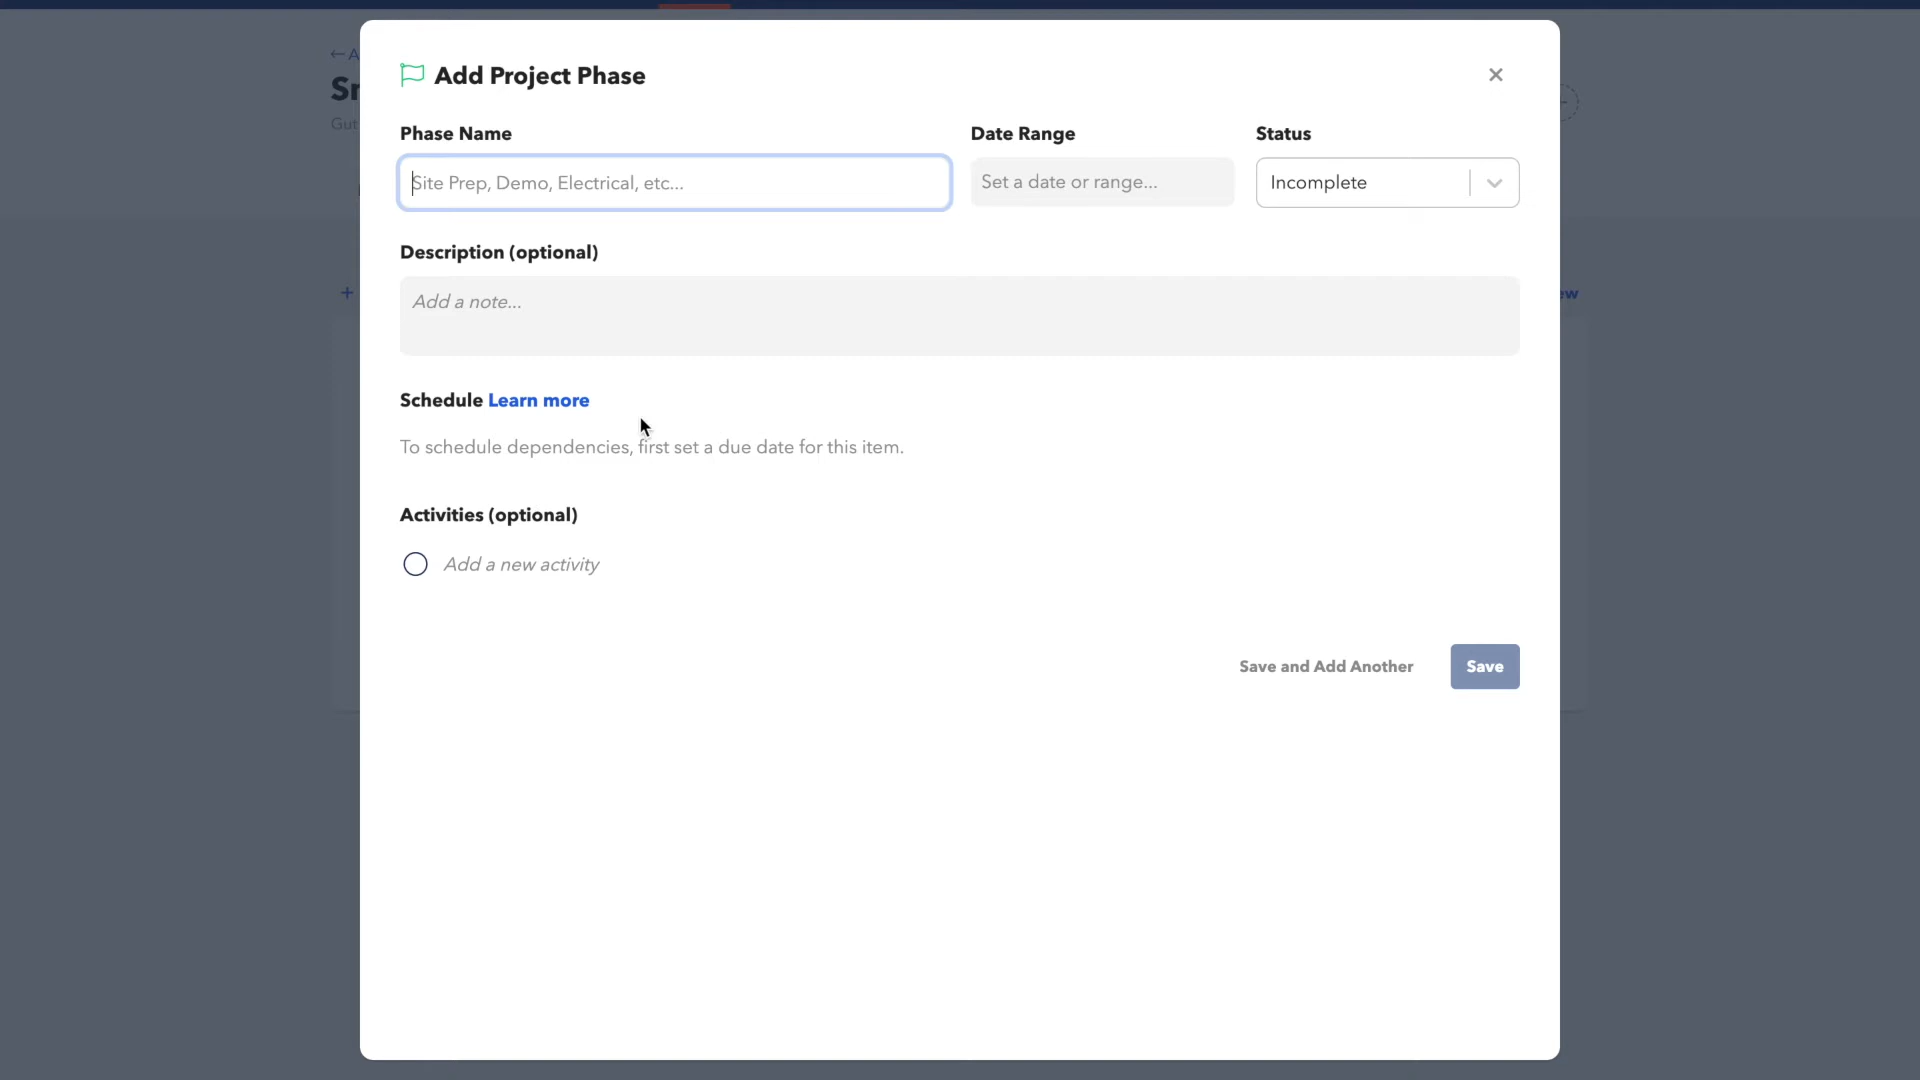 Add Project Phase
Phase Name
Date Range
Status
Site Prep, Demo, Electrical, etc...
Set a date or range...
Incomplete
Description (optional)
Add a note...
Schedule Learn more
To schedule dependencies, first set a due date for this item.
Activities (optional)
Add a new activity
Save and Add Another
Save